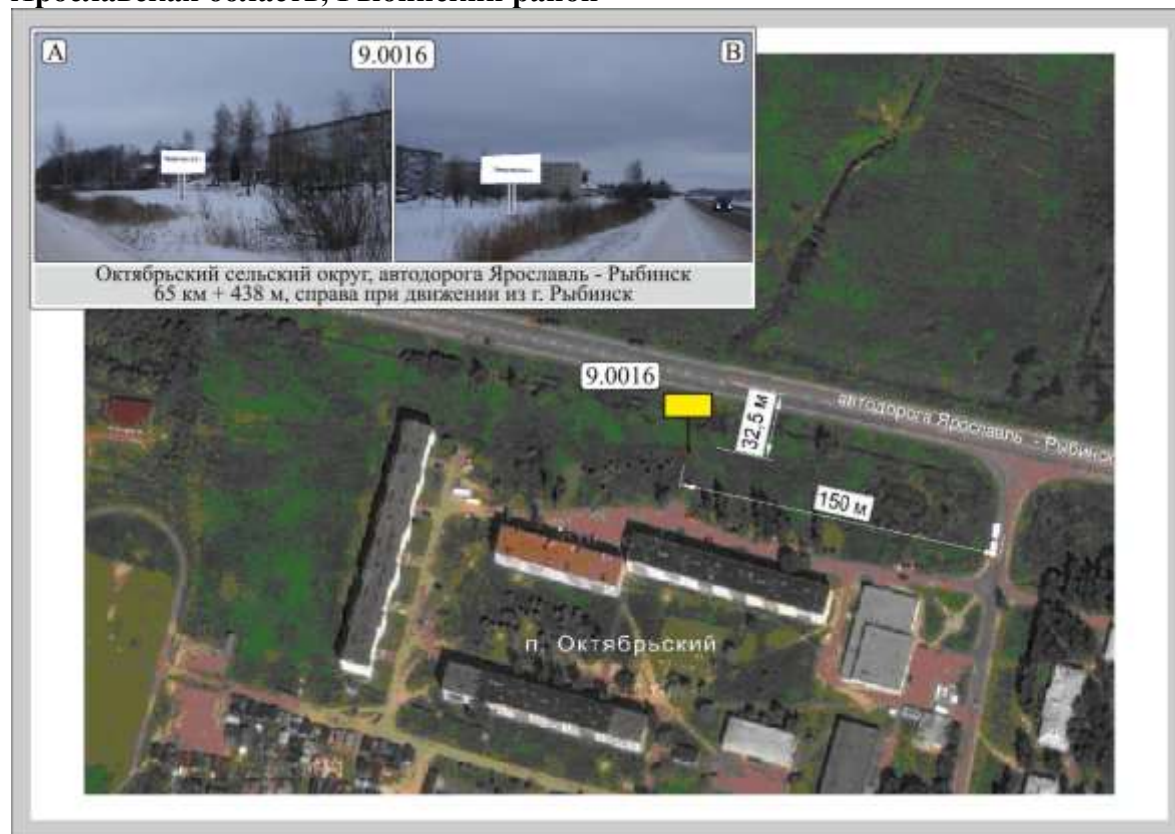 Ярославская область, Рыбинский район
A
9.0016
B
Октябрьский сельский округ, автодорога Ярославль - Рыбинск
65 км + 438 м, справа при движении из г. Рыбинск
9.0016
32,5 м
автодорога Ярославль - Рыбинск
150 м
п. Октябрьский